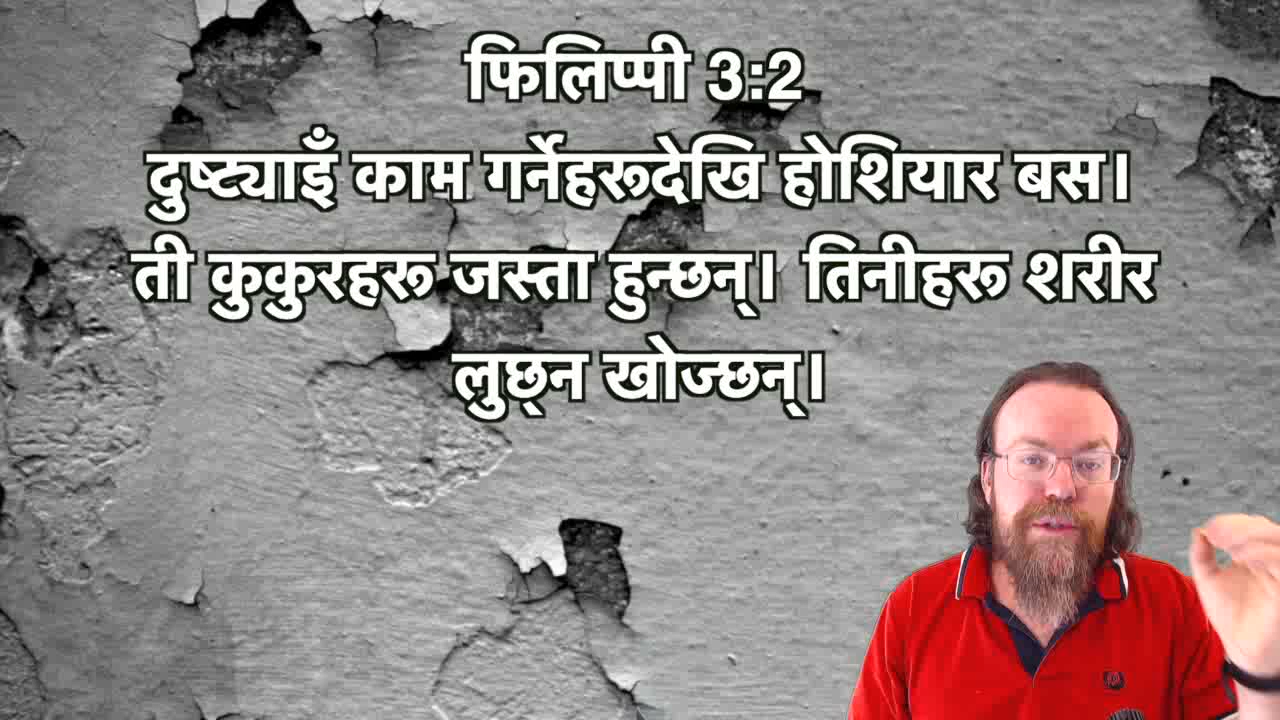 फिलिप्पी 3:2
दुष्ट्याइँ काम गर्नेहरूदेखि होशियार बस।
ती कुकुरहरू जस्ता हुन्छन्। तिनीहरू शरीर
लुछ्न खोज्छन्।